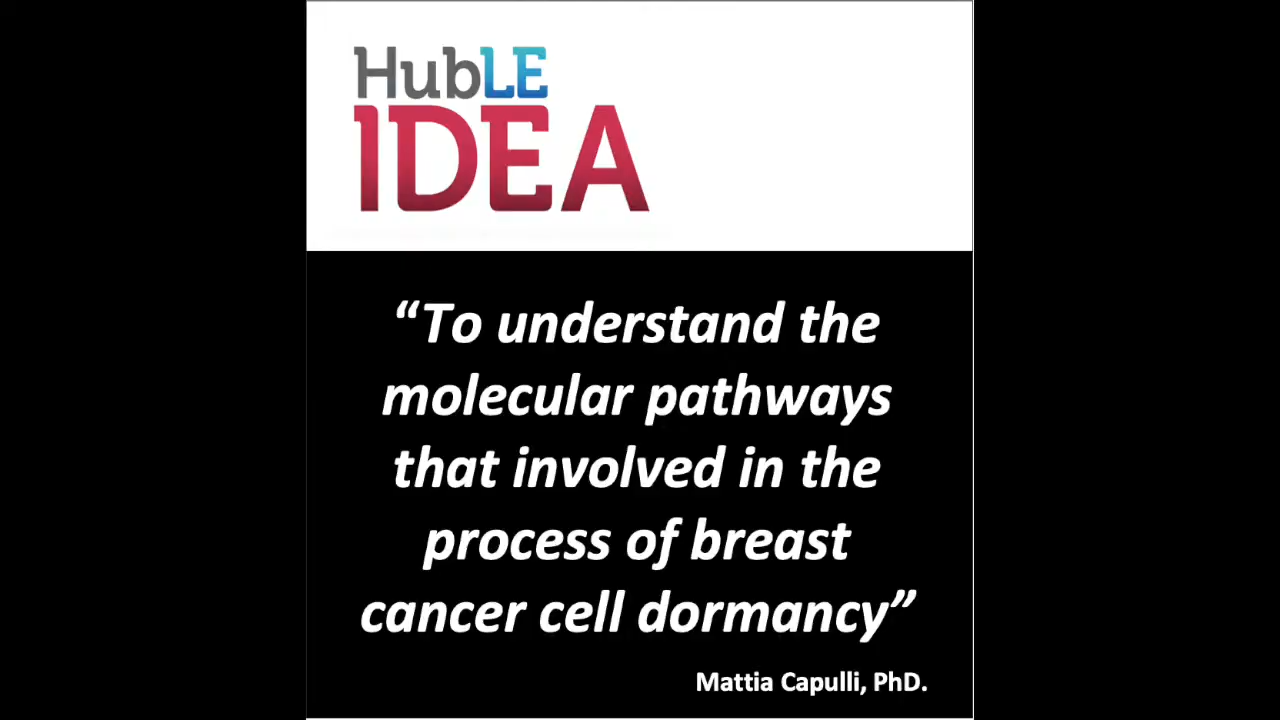 HubLE
IDEA
“To understand the
molecular pathways
that involved in the
process of breast
cancer cell dormancy”
Mattia Capulli, PhD.